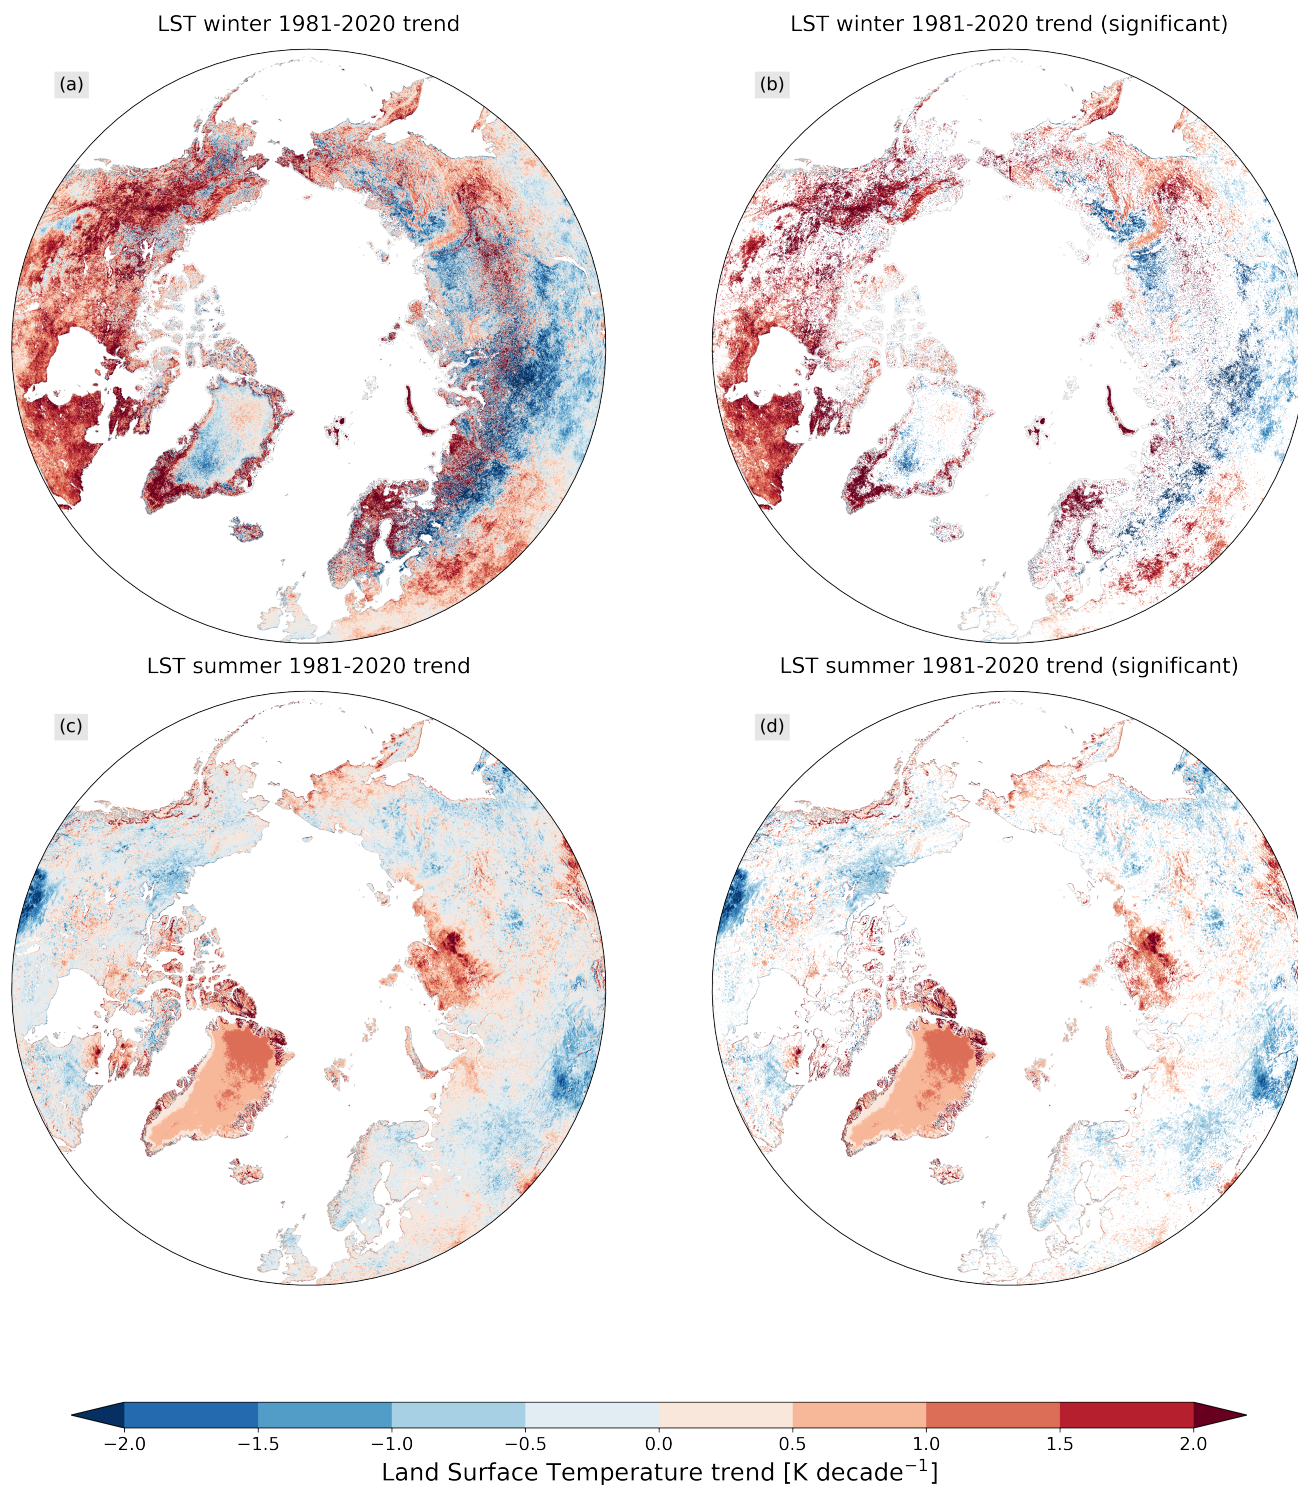 LST winter 1981-2020 trend
LST winter 1981-2020 trend (significant)
(a)
(b)
LST summer 1981-2020 trend
LST summer 1981-2020 trend (significant)
(c)
(d)
−2.0 −1.5 −1.0 −0.5 0.0 0.5 1.0 1.5 2.0
Land Surface Temperature trend [K decade⁻¹]